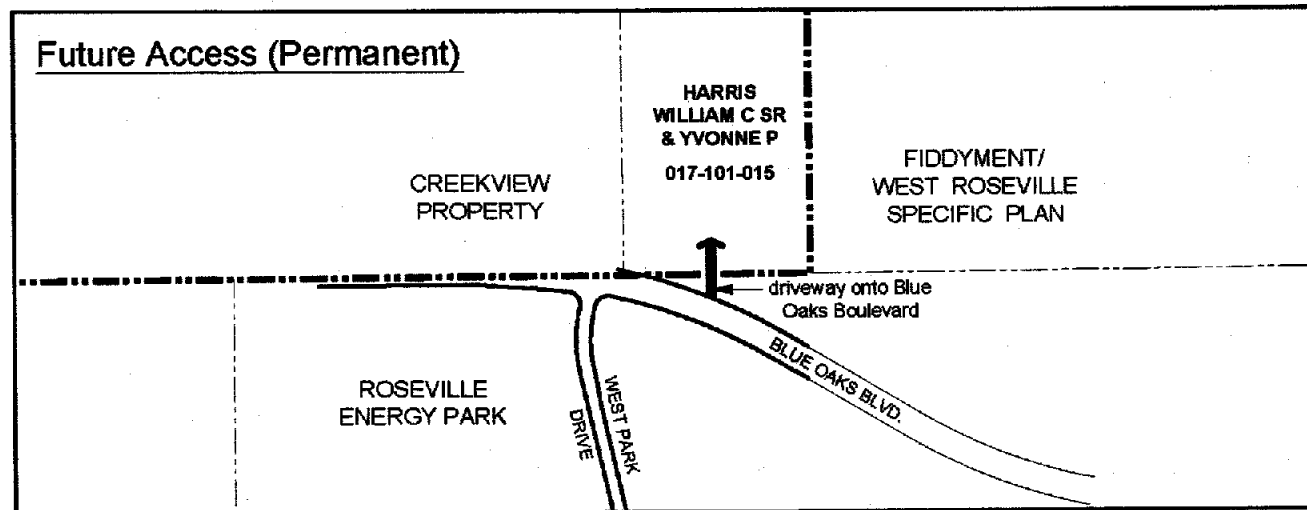 Future Access (Permanent)
HARRIS
WILLIAM C SR
& YVONNE P
017-101-015
CREEKVIEW
PROPERTY
FIDDYMENT/
WEST ROSEVILLE
SPECIFIC PLAN
driveway onto Blue
Oaks Boulevard
BLUE OAKS BLVD.
ROSEVILLE
ENERGY PARK
WEST PARK
DRIVE